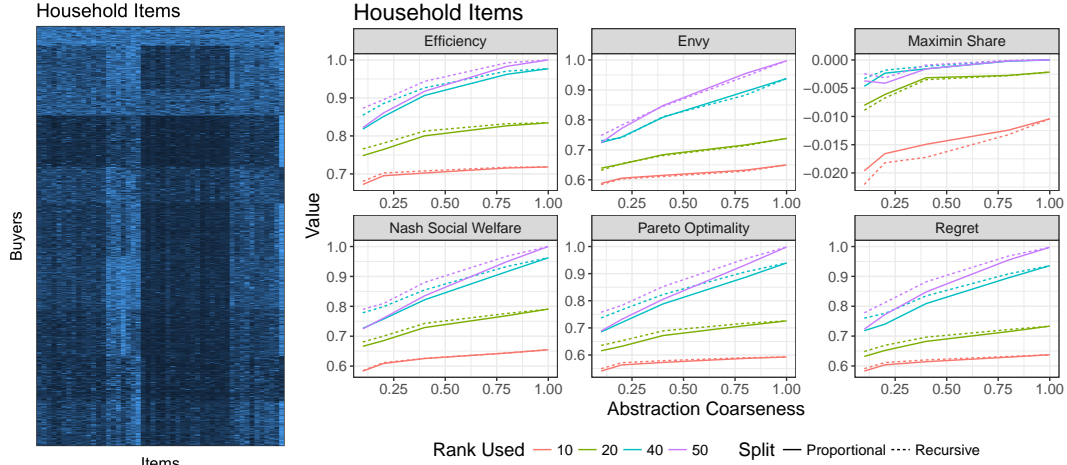 Household Items
Buyers
Items
Household Items
Value
Efficiency
1.0
0.9
0.8
0.7
0.25 0.50 0.75 1.00
Envy
1.0
0.9
0.8
0.7
0.6
0.25 0.50 0.75 1.00
Maximin Share
0.000
−0.005
−0.010
−0.015
−0.020
0.25 0.50 0.75 1.00
Nash Social Welfare
1.0
0.9
0.8
0.7
0.6
0.25 0.50 0.75 1.00
Pareto Optimality
1.0
0.9
0.8
0.7
0.6
0.25 0.50 0.75 1.00
Regret
1.0
0.9
0.8
0.7
0.6
0.25 0.50 0.75 1.00
Abstraction Coarseness
Rank Used 10 20 40 50 Split Proportional Recursive